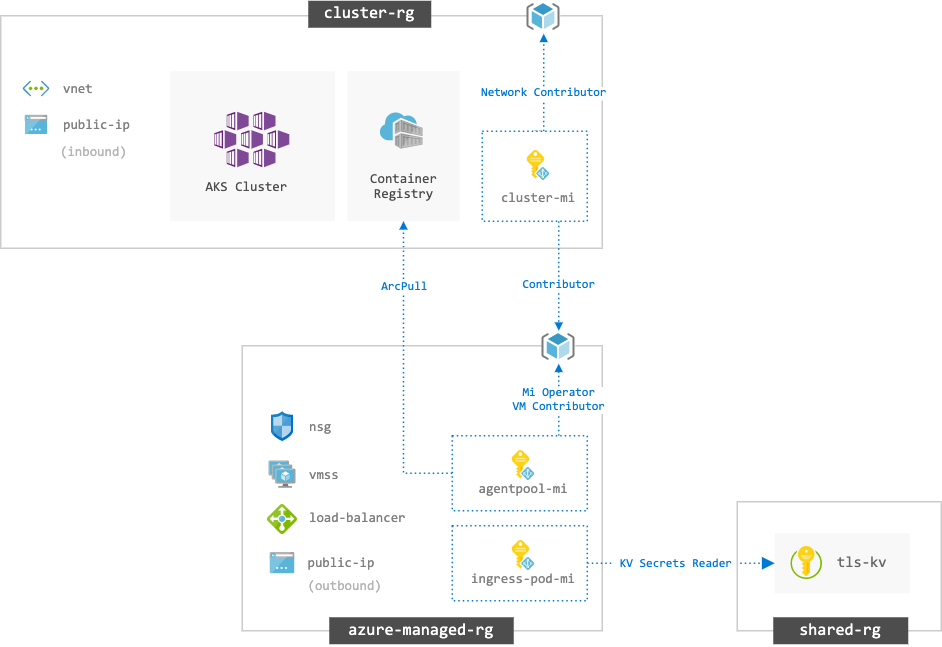 cluster-rg
Network Contributor
vnet
public-ip
(inbound)
AKS Cluster
Container
Registry
cluster-mi
ArcPull
Contributor
Mi Operator
VM Contributor
nsg
vmss
load-balancer
public-ip
(outbound)
agentpool-mi
ingress-pod-mi
KV Secrets Reader
tls-kv
azure-managed-rg
shared-rg